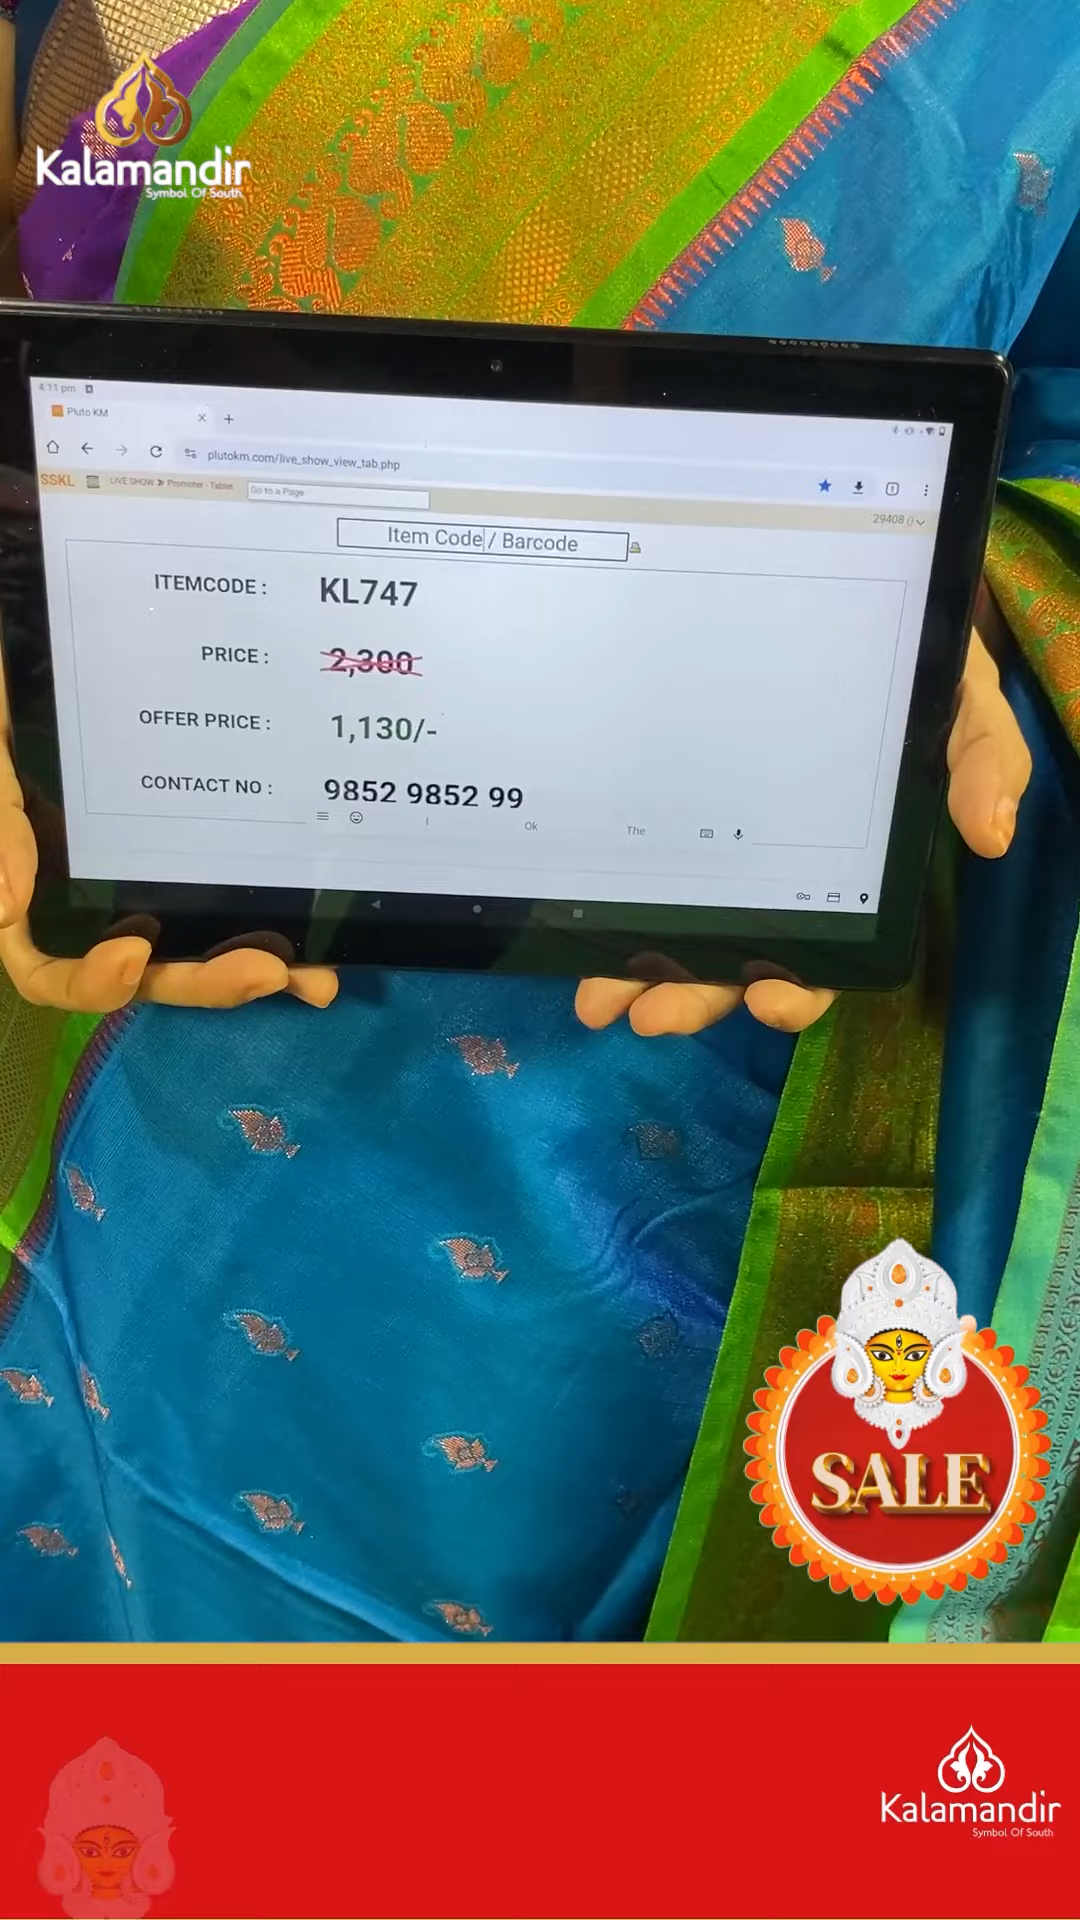 Kalamandir
Symbol Of South
4:11 pm
Pluto KM
plutokm.com/live_show_view_tab.php
SSKL
LIVE SHOW
Promoter - Tablet
Go to a Page
29408 ()
Item Code / Barcode
ITEMCODE : KL747
PRICE : 2,300
OFFER PRICE : 1,130/-
CONTACT NO : 9852 9852 99
I
Ok
The
SALE
Kalamandir
Symbol Of South